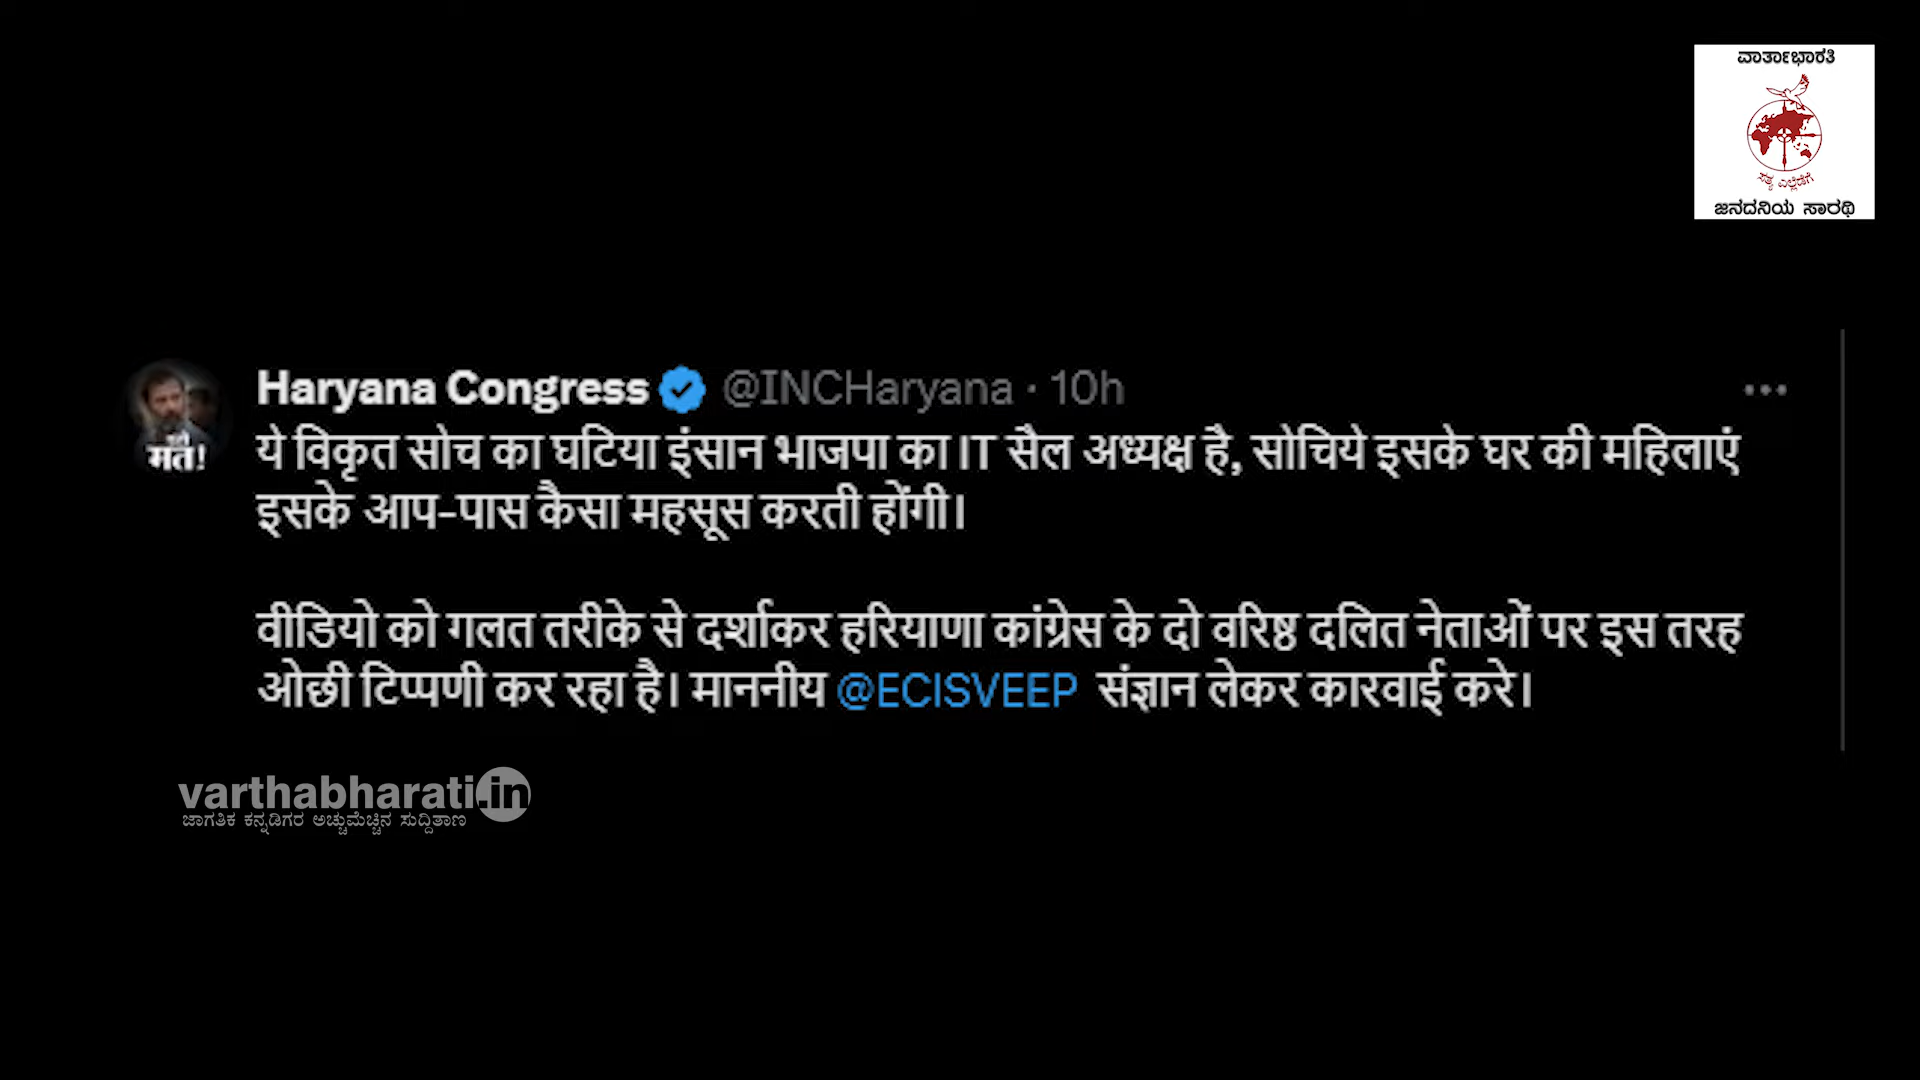 ವಾರ್ತಾಭಾರತಿ
ಸತ್ಯ ಎಲ್ಲೆಡೆಗೆ
ಜನದನಿಯ ಸಾರಥಿ
Haryana Congress @INCHaryana · 10h
ये विकृत सोच का घटिया इंसान भाजपा का IT सैल अध्यक्ष है, सोचिये इसके घर की महिलाएं
इसके आप-पास कैसा महसूस करती होंगी।
वीडियो को गलत तरीके से दर्शाकर हरियाणा कांग्रेस के दो वरिष्ठ दलित नेताओं पर इस तरह
ओछी टिप्पणी कर रहा है। माननीय @ECISVEEP संज्ञान लेकर कारवाई करे।
मत!
varthabharati.in
ಜಾಗತಿಕ ಕನ್ನಡಿಗರ ಅಚ್ಚುಮೆಚ್ಚಿನ ಸುದ್ದಿತಾಣ